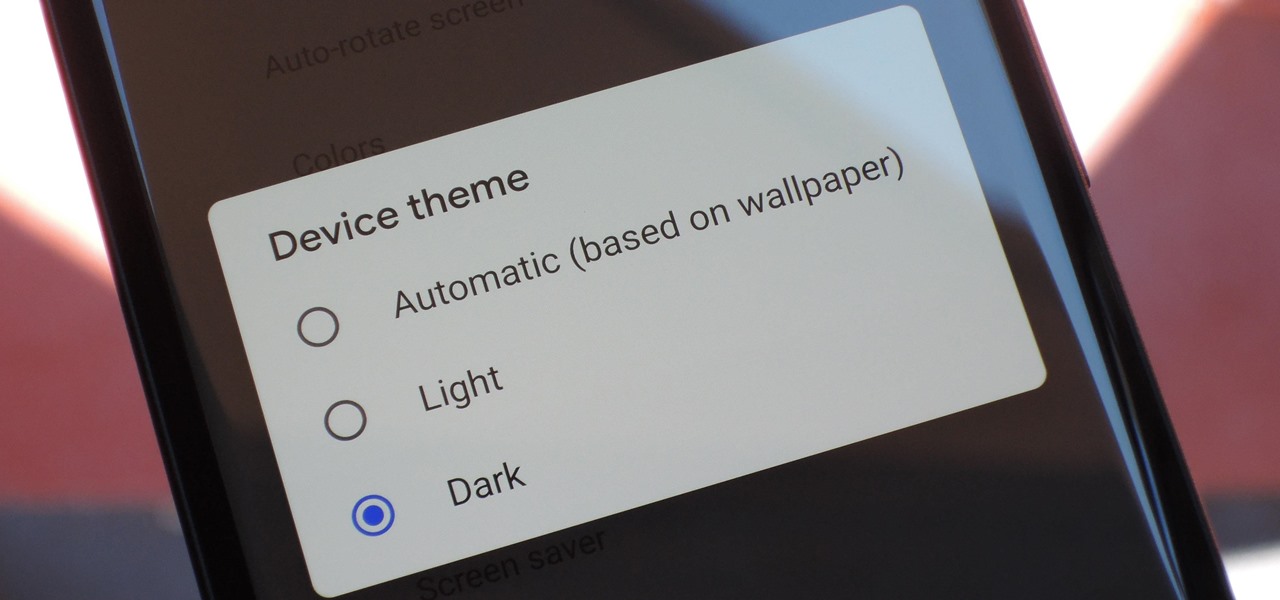 Auto-rotate screen
Colors
Device theme
Automatic (based on wallpaper)
Light
Dark
Screen saver